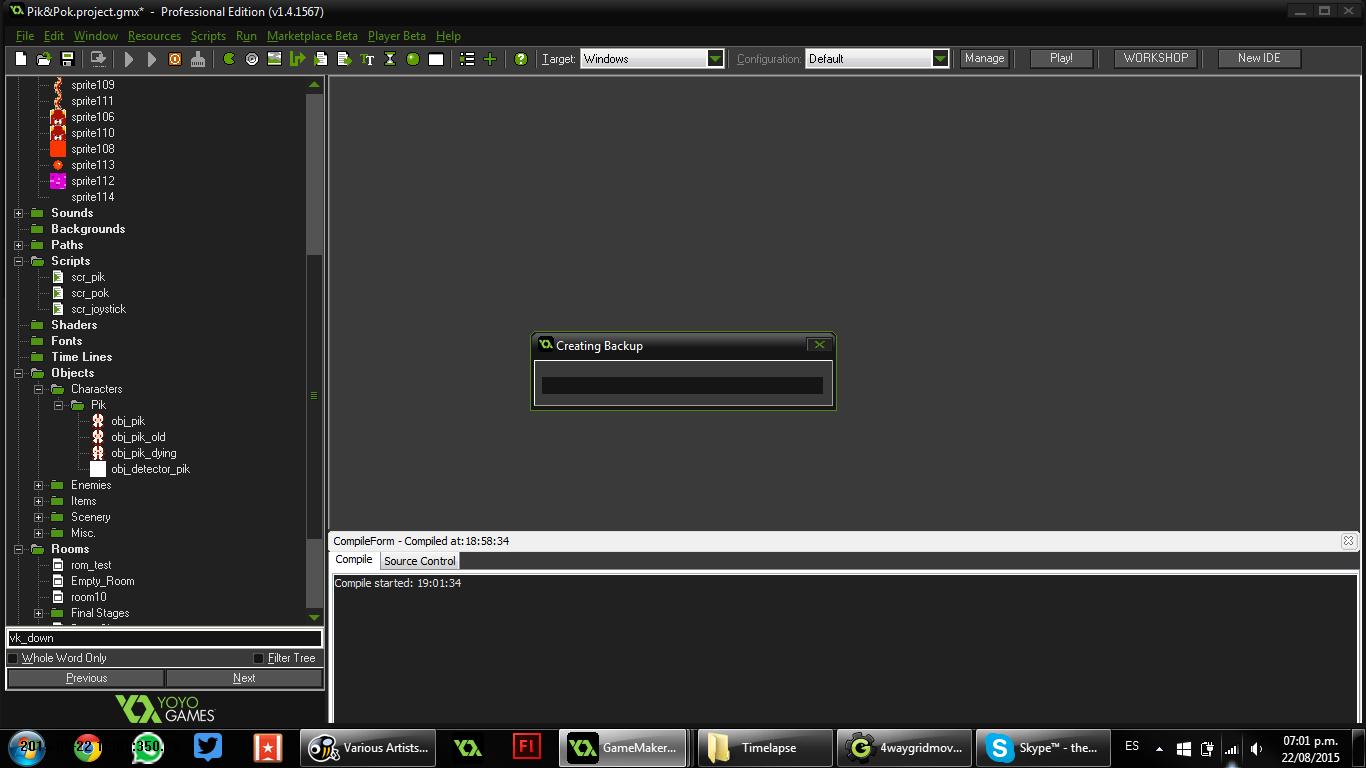 Pik&Pok.project.gmx* - Professional Edition (v1.4.1567)
File Edit Window Resources Scripts Run Marketplace Beta Player Beta Help
Target: Windows Configuration: Default Manage Play! WORKSHOP New IDE
sprite109
sprite111
sprite106
sprite110
sprite108
sprite113
sprite112
sprite114
Sounds
Backgrounds
Paths
Scripts
scr_pik
scr_pok
scr_joystick
Shaders
Fonts
Time Lines
Objects
Characters
Pik
obj_pik
obj_pik_old
obj_pik_dying
obj_detector_pik
Enemies
Items
Scenery
Misc.
Rooms
rom_test
Empty_Room
room10
Final Stages
vk_down
Whole Word Only Filter Tree
Previous Next
YOYO
GAMES™
Creating Backup
CompileForm - Compiled at:18:58:34
Compile Source Control
Compile started: 19:01:34
Various Artists... GameMaker... Timelapse 4waygridmov... Skype™ - the... ES
07:01 p.m.
22/08/2015